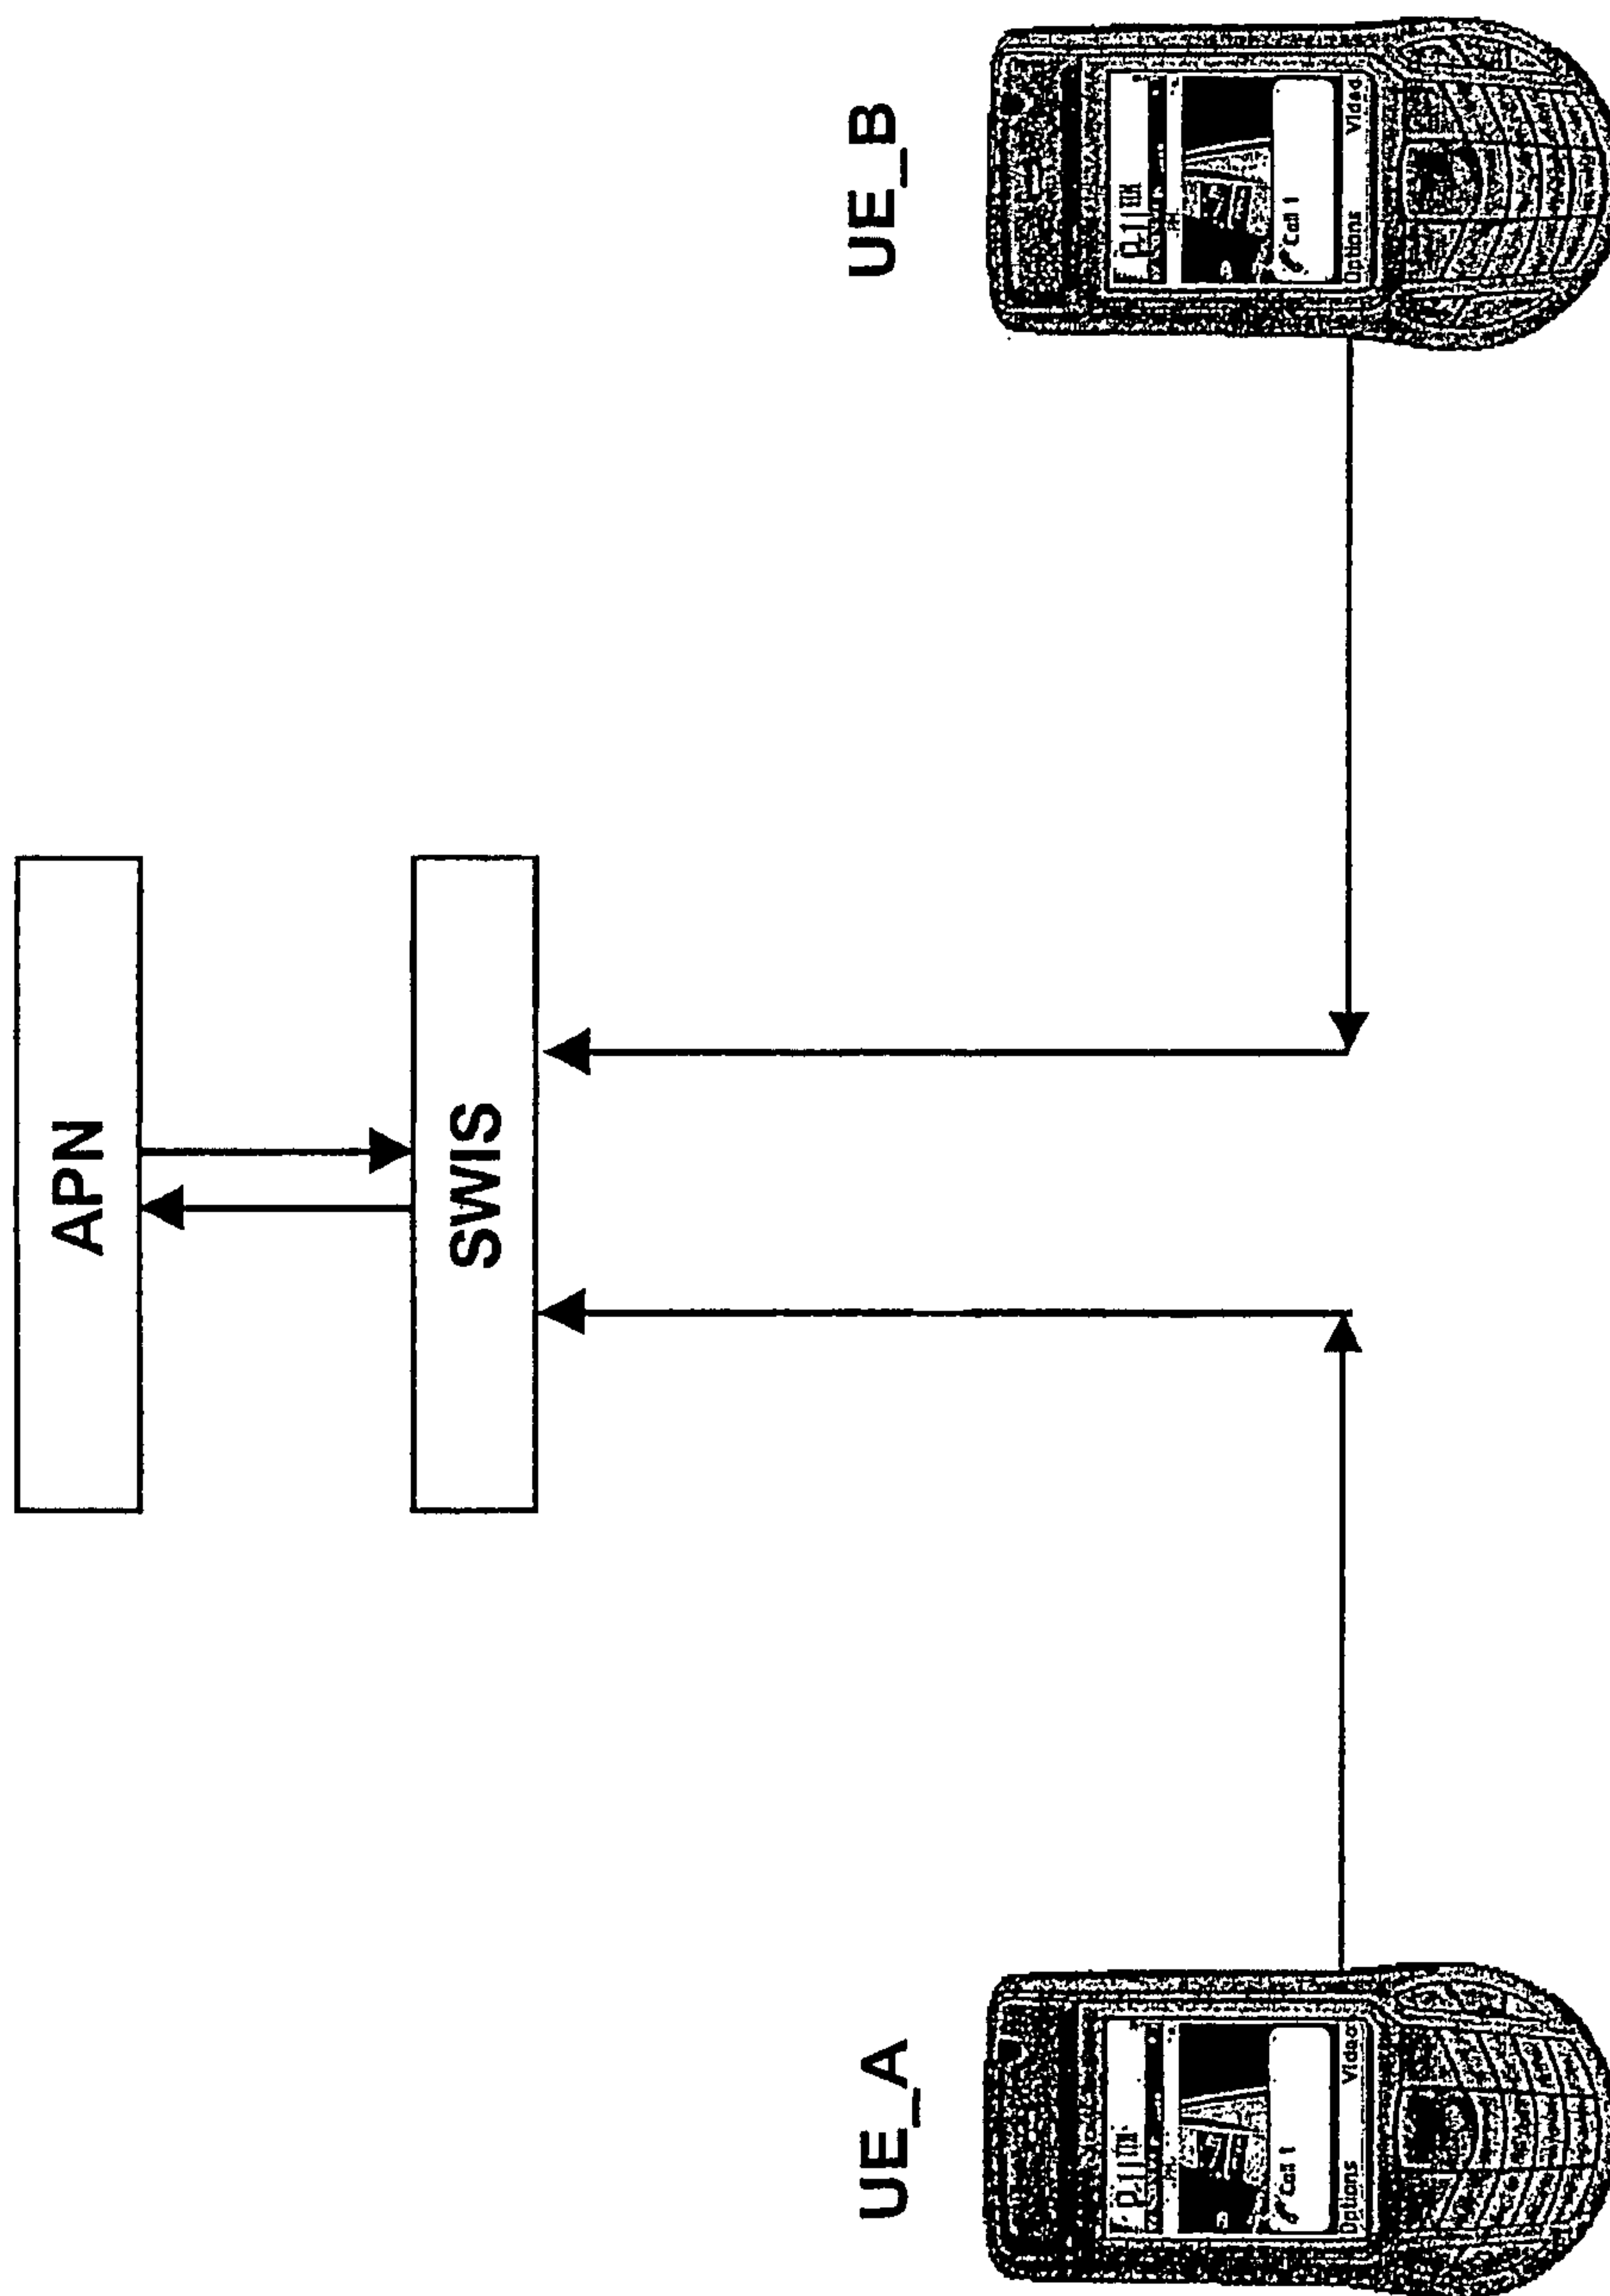 APN
SWIS
UE_A
UE_B
Call 1
Options Video
Call 1
Options Video